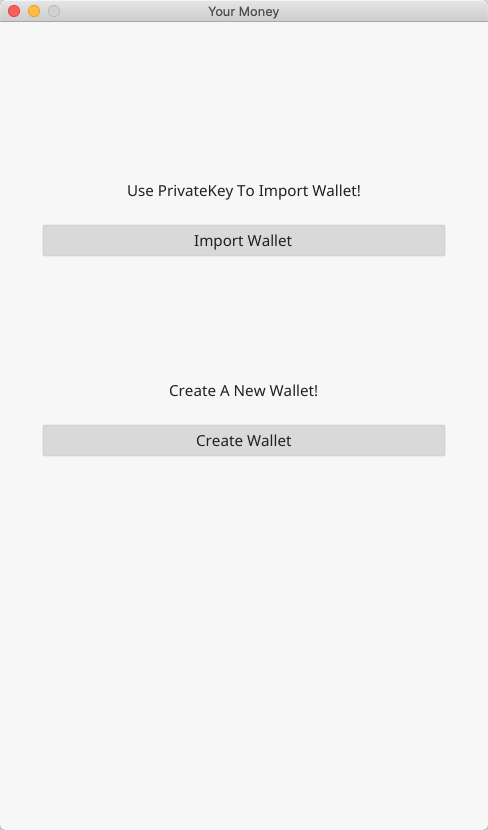 Your Money
Use PrivateKey To Import Wallet!
Import Wallet
Create A New Wallet!
Create Wallet